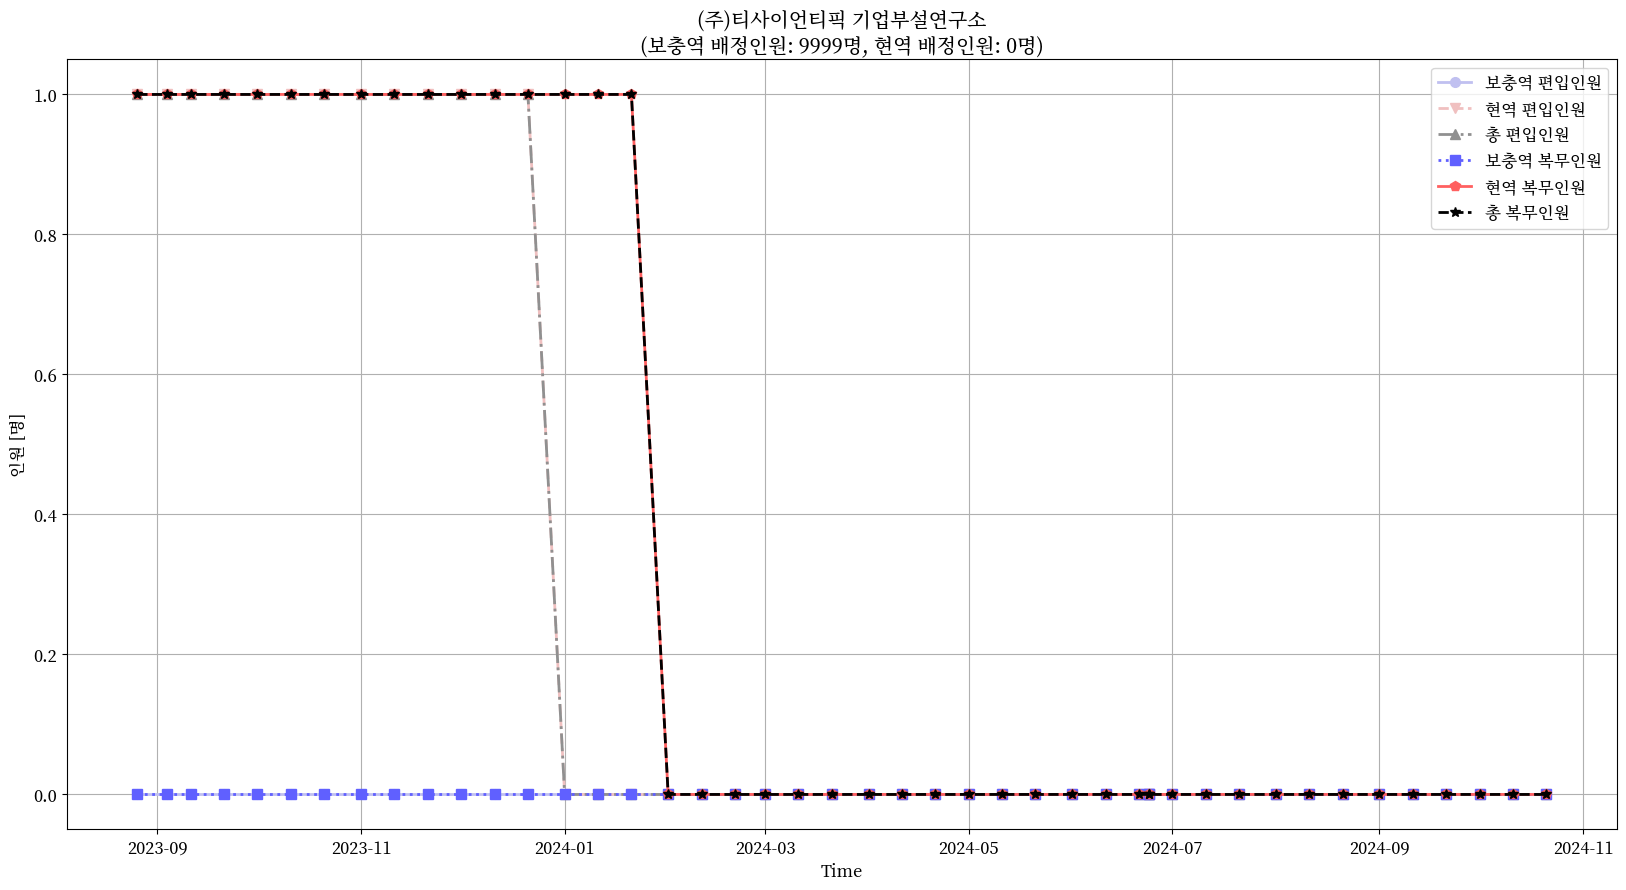 (주)티사이언티픽 기업부설연구소
(보충역 배정인원: 9999명, 현역 배정인원: 0명)
보충역 편입인원
현역 편입인원
총 편입인원
보충역 복무인원
현역 복무인원
총 복무인원
인원 [명]
1.0
0.8
0.6
0.4
0.2
0.0
2023-09 2023-11 2024-01 2024-03 2024-05 2024-07 2024-09 2024-11
Time